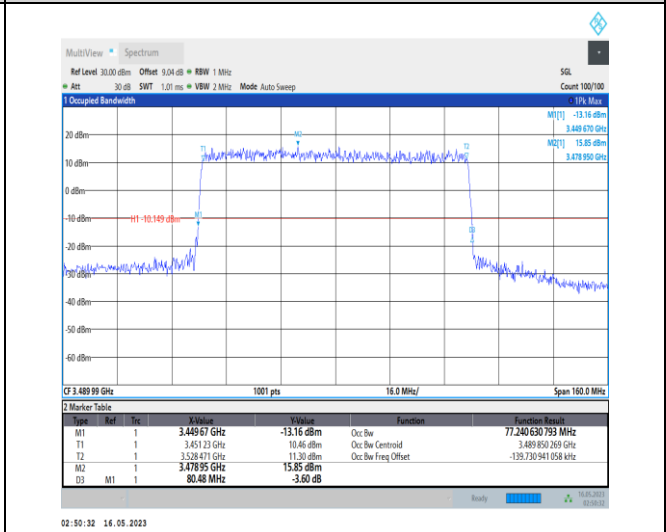 MultiView Spectrum
Ref Level 30.00 dBm Offset 9.04 dB RBW 1 MHz SGL
Att 30 dB SWT 1.01 ms VBW 2 MHz Mode Auto Sweep Count 100/100
1 Occupied Bandwidth 1Pk Max
M1[1] -13.16 dBm
3.449 670 GHz
M2[1] 15.85 dBm
3.478 950 GHz
M2
20 dBm
T1
T2
10 dBm
0 dBm
M1
-10 dBm H1 -10.149 dBm
D3
-20 dBm
-30 dBm
-40 dBm
-50 dBm
-60 dBm
CF 3.489 99 GHz 1001 pts 16.0 MHz/ Span 160.0 MHz
2 Marker Table
Type Ref Trc X-Value Y-Value Function Function Result
M1 1 3.449 67 GHz -13.16 dBm Occ Bw 77.240 630 793 MHz
T1 1 3.451 23 GHz 10.46 dBm Occ Bw Centroid 3.489 850 269 GHz
T2 1 3.528 471 GHz 11.30 dBm Occ Bw Freq Offset -139.730 941 058 kHz
M2 1 3.478 95 GHz 15.85 dBm
D3 M1 1 80.48 MHz -3.60 dB
Ready 16.05.2023
02:50:32
02:50:32 16.05.2023